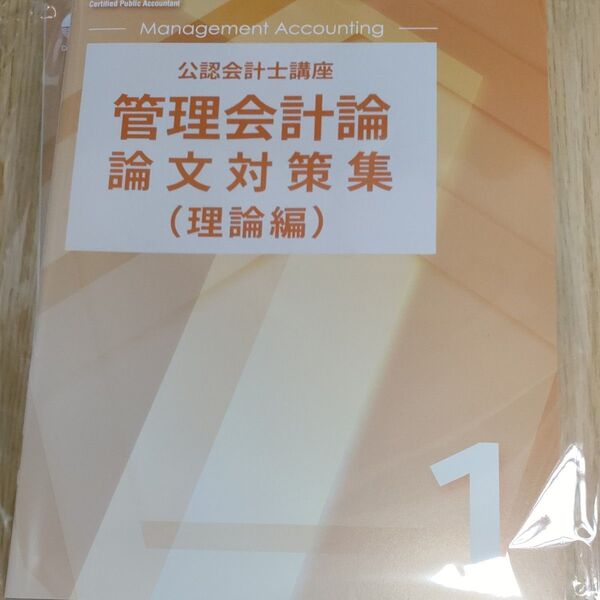 Certified Public Accountant
Management Accounting
公認会計士講座
管理会計論
論文対策集
(理論編)
1